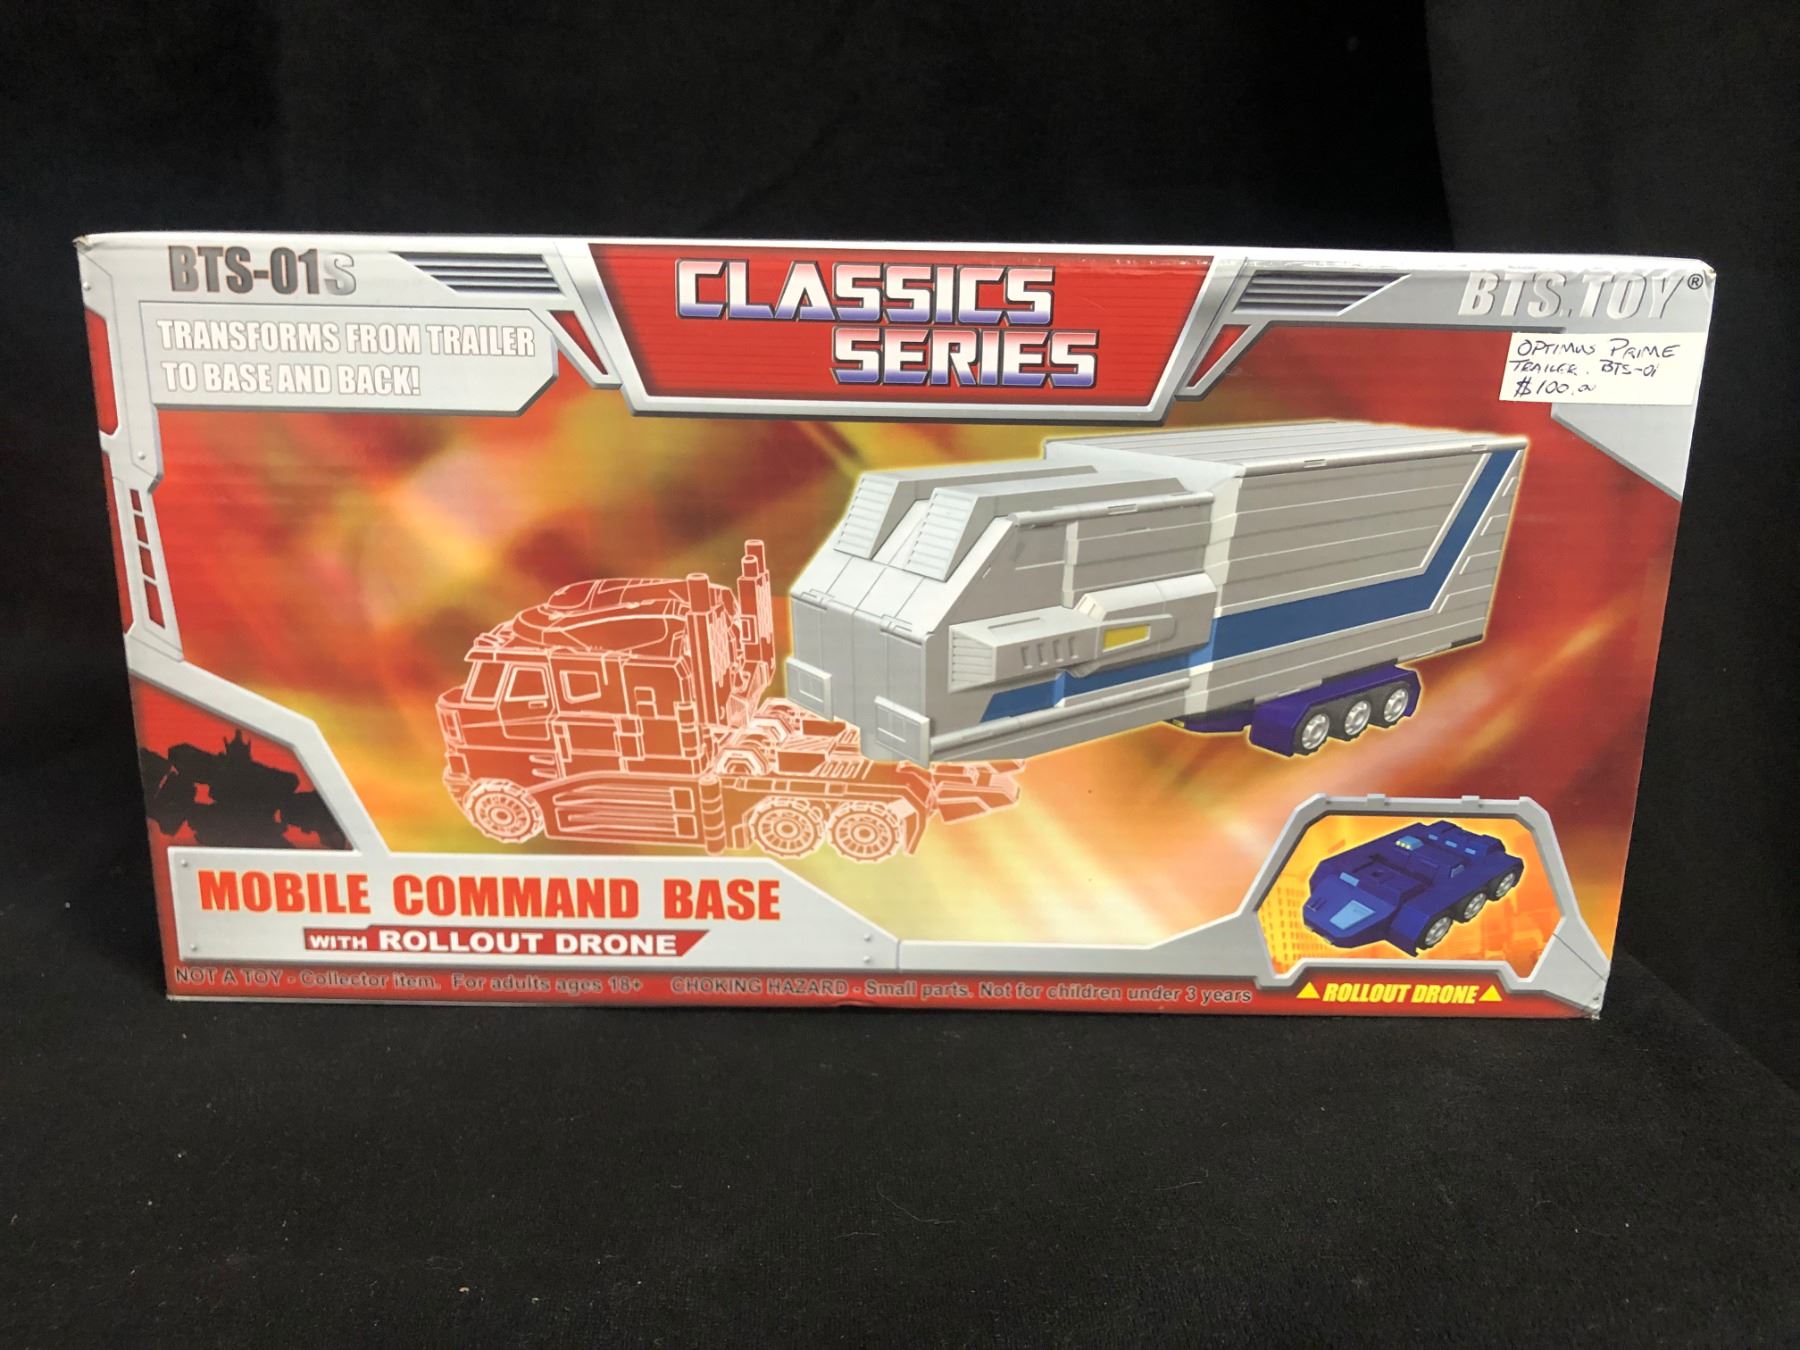 BTS-01S
TRANSFORMS FROM TRAILER
TO BASE AND BACK!
CLASSICS
SERIES
BTS.TOY®
OPTIMUS PRIME
TRAILER. BTS-01
$100.00
MOBILE COMMAND BASE
WITH ROLLOUT DRONE
NOT A TOY - Collector item. For adults ages 18+ CHOKING HAZARD - Small parts. Not for children under 3 years
ROLLOUT DRONE